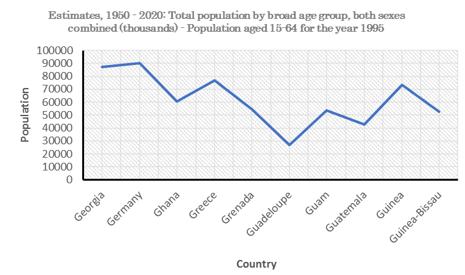 Estimates, 1950 - 2020: Total population by broad age group, both sexes
combined (thousands) - Population aged 15-64 for the year 1995
100000
90000
80000
70000
60000
50000
40000
30000
20000
10000
0
Population
Georgia
Germany
Ghana
Greece
Grenada
Guadeloupe
Guam
Guatemala
Guinea
Guinea-Bissau
Country